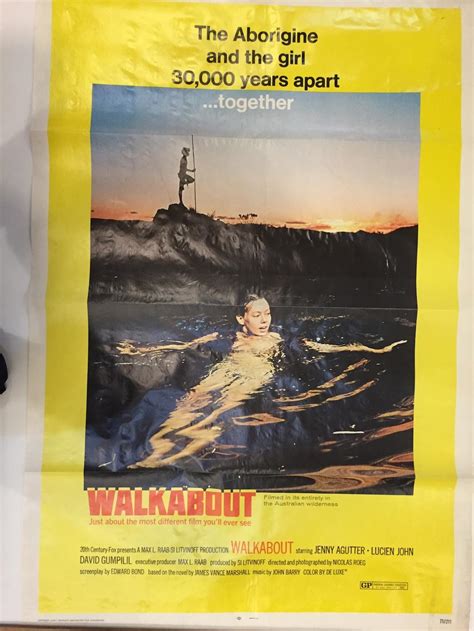 The Aborigine
and the girl
30,000 years apart
...together
WALKABOUT
Just about the most different film you'll ever see
Filmed in its entirety in
the Australian wilderness
20th Century-Fox presents A MAX L. RAAB·SI LITVINOFF PRODUCTION WALKABOUT starring JENNY AGUTTER · LUCIEN JOHN
DAVID GUMPILIL executive producer MAX L. RAAB produced by SI LITVINOFF directed and photographed by NICOLAS ROEG
screenplay by EDWARD BOND based on the novel by JAMES VANCE MARSHALL music by JOHN BARRY COLOR BY DE LUXE®
GP